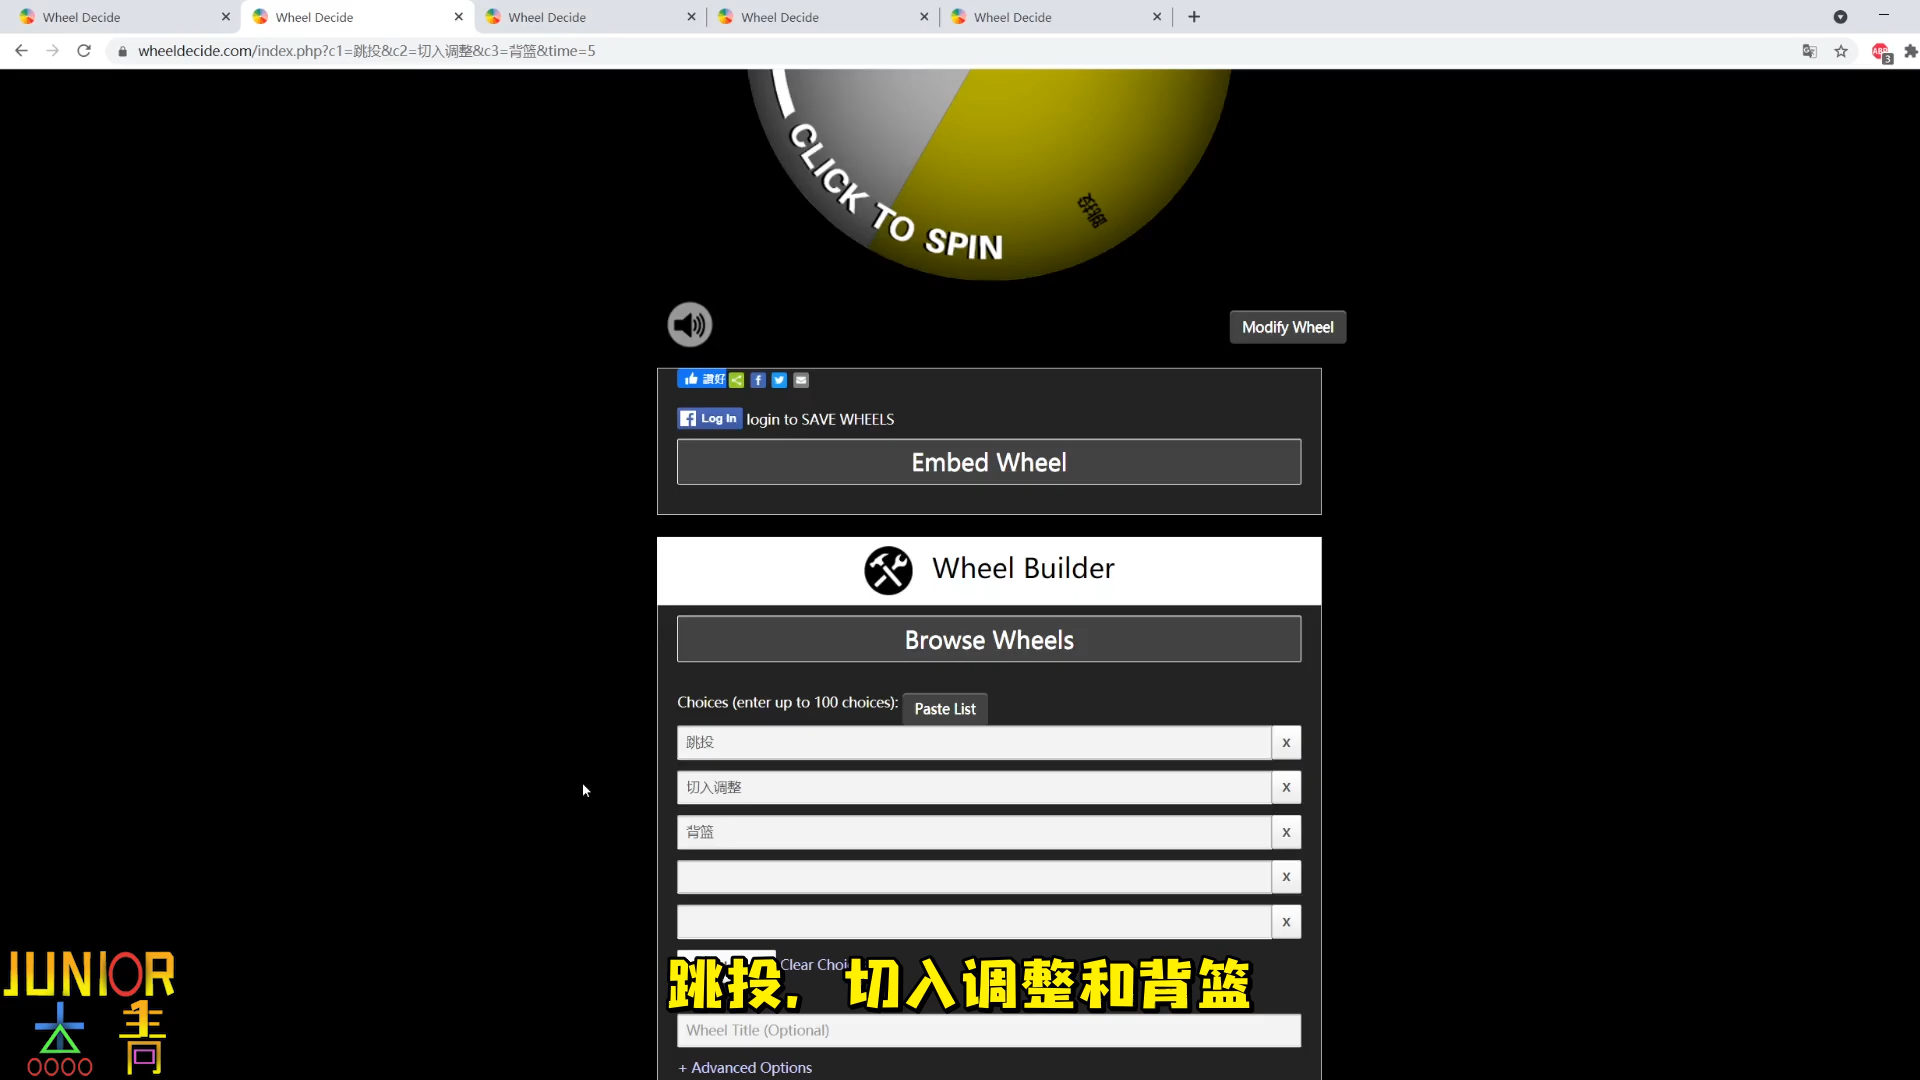 Wheel Decide
Wheel Decide
Wheel Decide
Wheel Decide
Wheel Decide
wheeldecide.com/index.php?c1=跳投&c2=切入调整&c3=背篮&time=5
ABP
3
CLICK TO SPIN
跳投
Modify Wheel
讚好
Log In login to SAVE WHEELS
Embed Wheel
Wheel Builder
Browse Wheels
Choices (enter up to 100 choices): Paste List
跳投 x
切入调整 x
背篮 x
x
x
Clear Choi
跳投, 切入调整和背篮
Wheel Title (Optional)
+ Advanced Options
JUNIOR